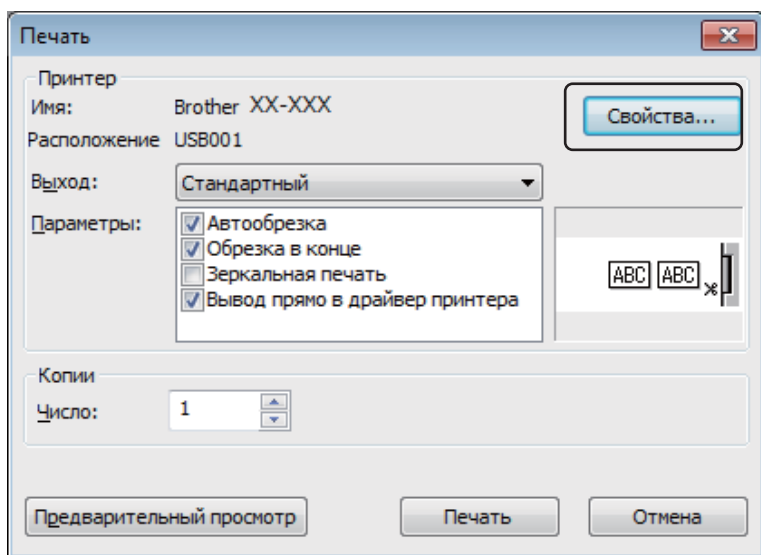 Печать
Принтер
Имя: Brother XX-XXX
Свойства...
Расположение USB001
Выход: Стандартный
Параметры: Автообрезка
Обрезка в конце
Зеркальная печать
Вывод прямо в драйвер принтера
ABC ABC
Копии
Число: 1
Предварительный просмотр Печать Отмена